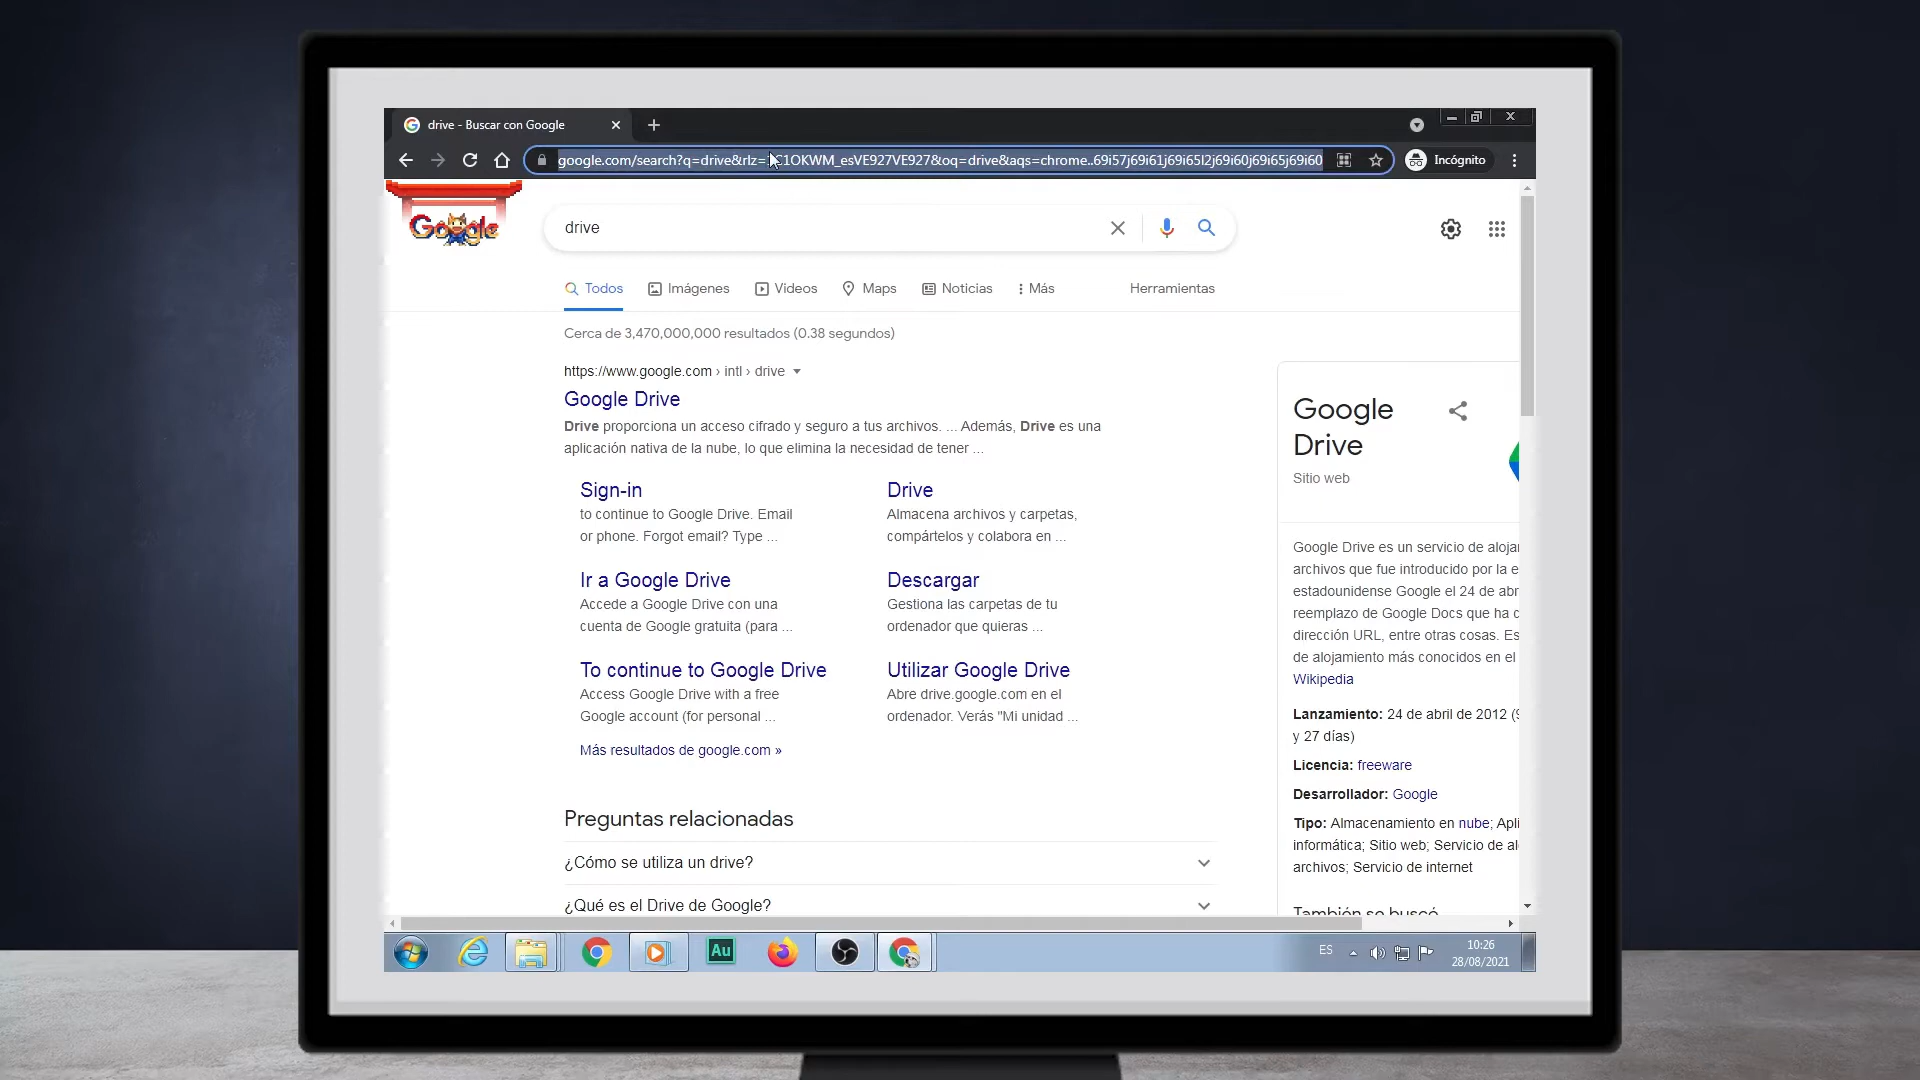 drive - Buscar con Google
google.com/search?q=drive&rlz=1C1OKWM_esVE927VE927&oq=drive&aqs=chrome..69i57j69i61j69i65l2j69i60j69i65j69i60
Incógnito
Google
drive
Todos
Imágenes
Videos
Maps
Noticias
Más
Herramientas
Cerca de 3,470,000,000 resultados (0.38 segundos)
https://www.google.com › intl › drive
Google Drive
Drive proporciona un acceso cifrado y seguro a tus archivos. ... Además, Drive es una
aplicación nativa de la nube, lo que elimina la necesidad de tener ...
Sign-in
to continue to Google Drive. Email
or phone. Forgot email? Type ...
Drive
Almacena archivos y carpetas,
compártelos y colabora en ...
Ir a Google Drive
Accede a Google Drive con una
cuenta de Google gratuita (para ...
Descargar
Gestiona las carpetas de tu
ordenador que quieras ...
To continue to Google Drive
Access Google Drive with a free
Google account (for personal ...
Utilizar Google Drive
Abre drive.google.com en el
ordenador. Verás "Mi unidad ...
Más resultados de google.com »
Preguntas relacionadas
¿Cómo se utiliza un drive?
¿Qué es el Drive de Google?
Google
Drive
Sitio web
Google Drive es un servicio de
archivos que fue introducido por la
estadounidense Google el 24 de
reemplazo de Google Docs que ha
dirección URL, entre otras cosas.
de alojamiento más conocidos en el
Wikipedia
Lanzamiento: 24 de abril de 2012
y 27 días)
Licencia: freeware
Desarrollador: Google
Tipo: Almacenamiento en nube;
informática; Sitio web; Servicio de
archivos; Servicio de internet
También se buscó
Au
ES
10:26
28/08/2021